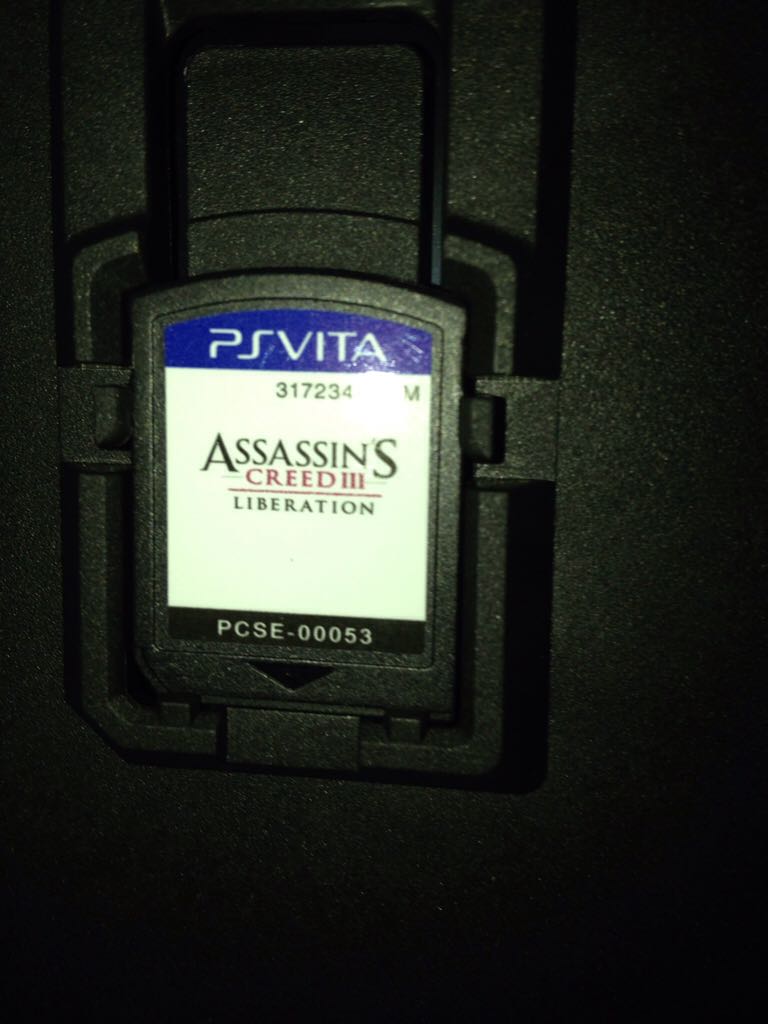 PSVITA
317234 M
ASSASSIN'S
CREED III
LIBERATION
PCSE-00053